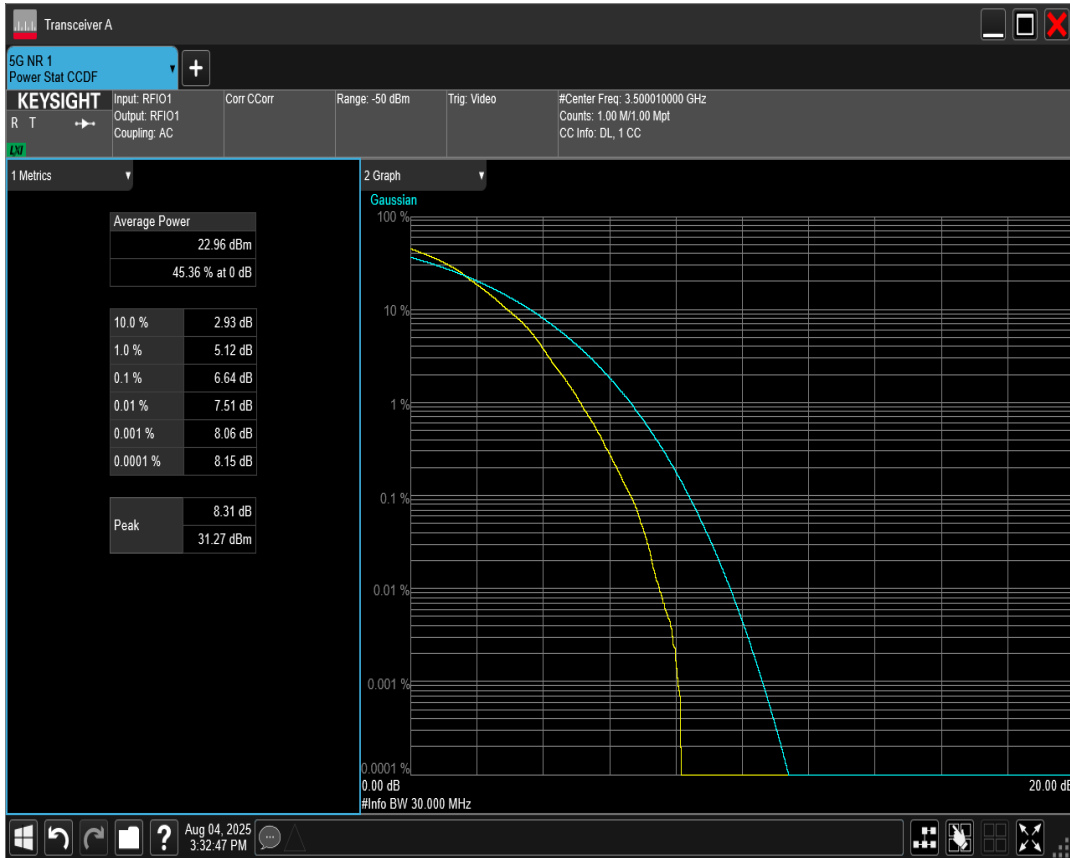 Transceiver A
5G NR 1
Power Stat CCDF
KEYSIGHT
R T
LXI
Input: RFIO1
Output: RFIO1
Coupling: AC
Corr CCorr
Range: -50 dBm
Trig: Video
#Center Freq: 3.500010000 GHz
Counts: 1.00 M/1.00 Mpt
CC Info: DL, 1 CC
1 Metrics
Average Power
22.96 dBm
45.36 % at 0 dB
10.0 % 2.93 dB
1.0 % 5.12 dB
0.1 % 6.64 dB
0.01 % 7.51 dB
0.001 % 8.06 dB
0.0001 % 8.15 dB
Peak
8.31 dB
31.27 dBm
2 Graph
Gaussian
100 %
10 %
1 %
0.1 %
0.01 %
0.001 %
0.0001 %
0.00 dB 20.00 dB
#Info BW 30.000 MHz
?
Aug 04, 2025
3:32:47 PM